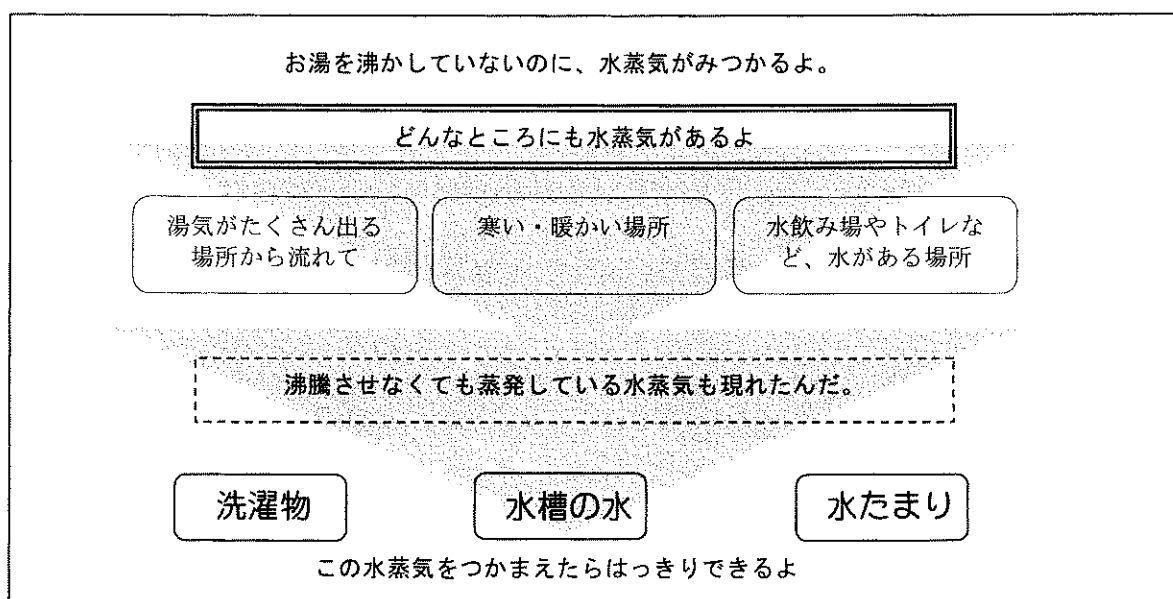 お湯を沸かしていないのに、水蒸気がみつかるよ。
どんなところにも水蒸気があるよ
湯気がたくさん出る
場所から流れて
寒い・暖かい場所
水飲み場やトイレな
ど、水がある場所
沸騰させなくても蒸発している水蒸気も現れたんだ。
洗濯物
水槽の水
水たまり
この水蒸気をつかまえたらはっきりできるよ